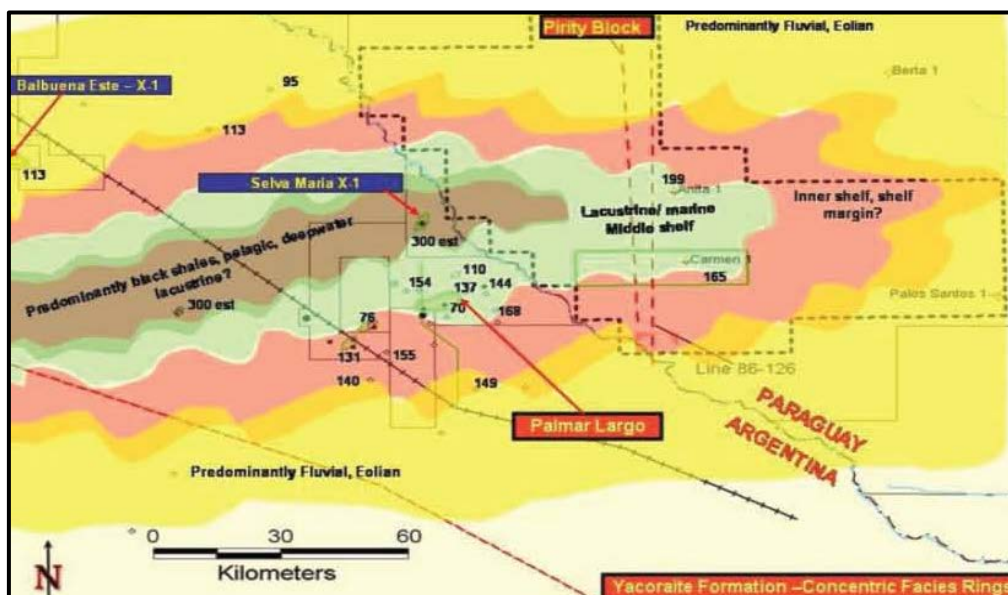 Pirity Block
Predominantly Fluvial, Eolian
Berta 1
Balbuena Este – X-1
95
113
113
199
Anita 1
Selva Maria X-1
Inner shelf, shelf
margin?
Lacustrine/ marine
Middle shelf
300 est
Predominantly black shales, pelagic, deepwater
lacustrine?
Carmen 1
165
110
154
137
144
300 est
70
168
76
Palos Santos 1
131
155
140
149
Line 86-126
Palmar Largo
PARAGUAY
ARGENTINA
Predominantly Fluvial, Eolian
0 30 60
Kilometers
N
Yacoraite Formation –Concentric Facies Rings